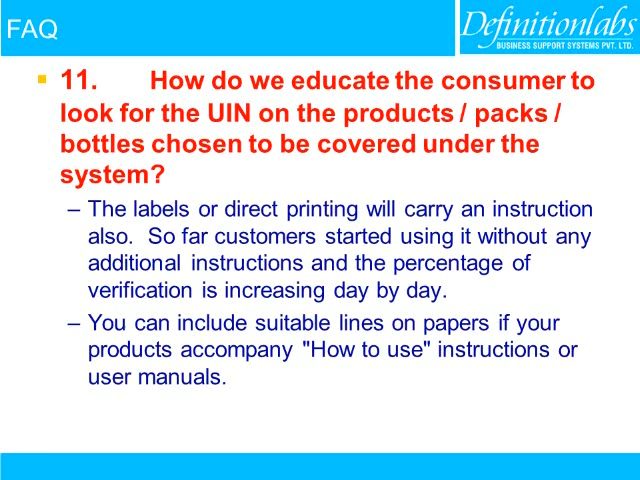 FAQ
Definitionlabs
BUSINESS SUPPORT SYSTEMS PVT. LTD.
11. How do we educate the consumer to
look for the UIN on the products / packs /
bottles chosen to be covered under the
system?
– The labels or direct printing will carry an instruction
also. So far customers started using it without any
additional instructions and the percentage of
verification is increasing day by day.
– You can include suitable lines on papers if your
products accompany "How to use" instructions or
user manuals.